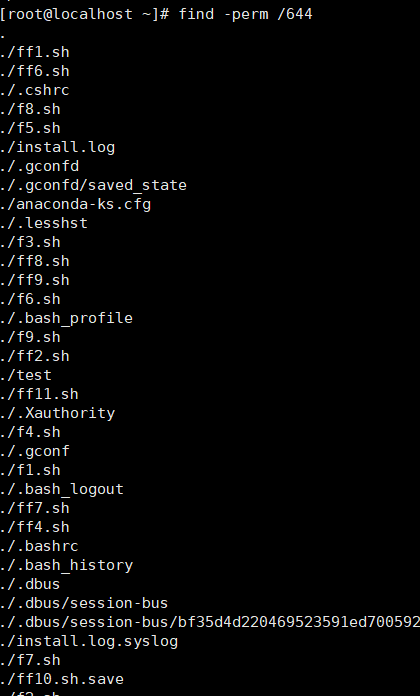 [root@localhost ~]# find -perm /644
.
./ff1.sh
./ff6.sh
./.cshrc
./f8.sh
./f5.sh
./install.log
./.gconfd
./.gconfd/saved_state
./anaconda-ks.cfg
./.lesshst
./f3.sh
./ff8.sh
./ff9.sh
./f6.sh
./.bash_profile
./f9.sh
./ff2.sh
./test
./ff11.sh
./.Xauthority
./f4.sh
./.gconf
./f1.sh
./.bash_logout
./ff7.sh
./ff4.sh
./.bashrc
./.bash_history
./.dbus
./.dbus/session-bus
./.dbus/session-bus/bf35d4d220469523591ed700592
./install.log.syslog
./f7.sh
./ff10.sh.save